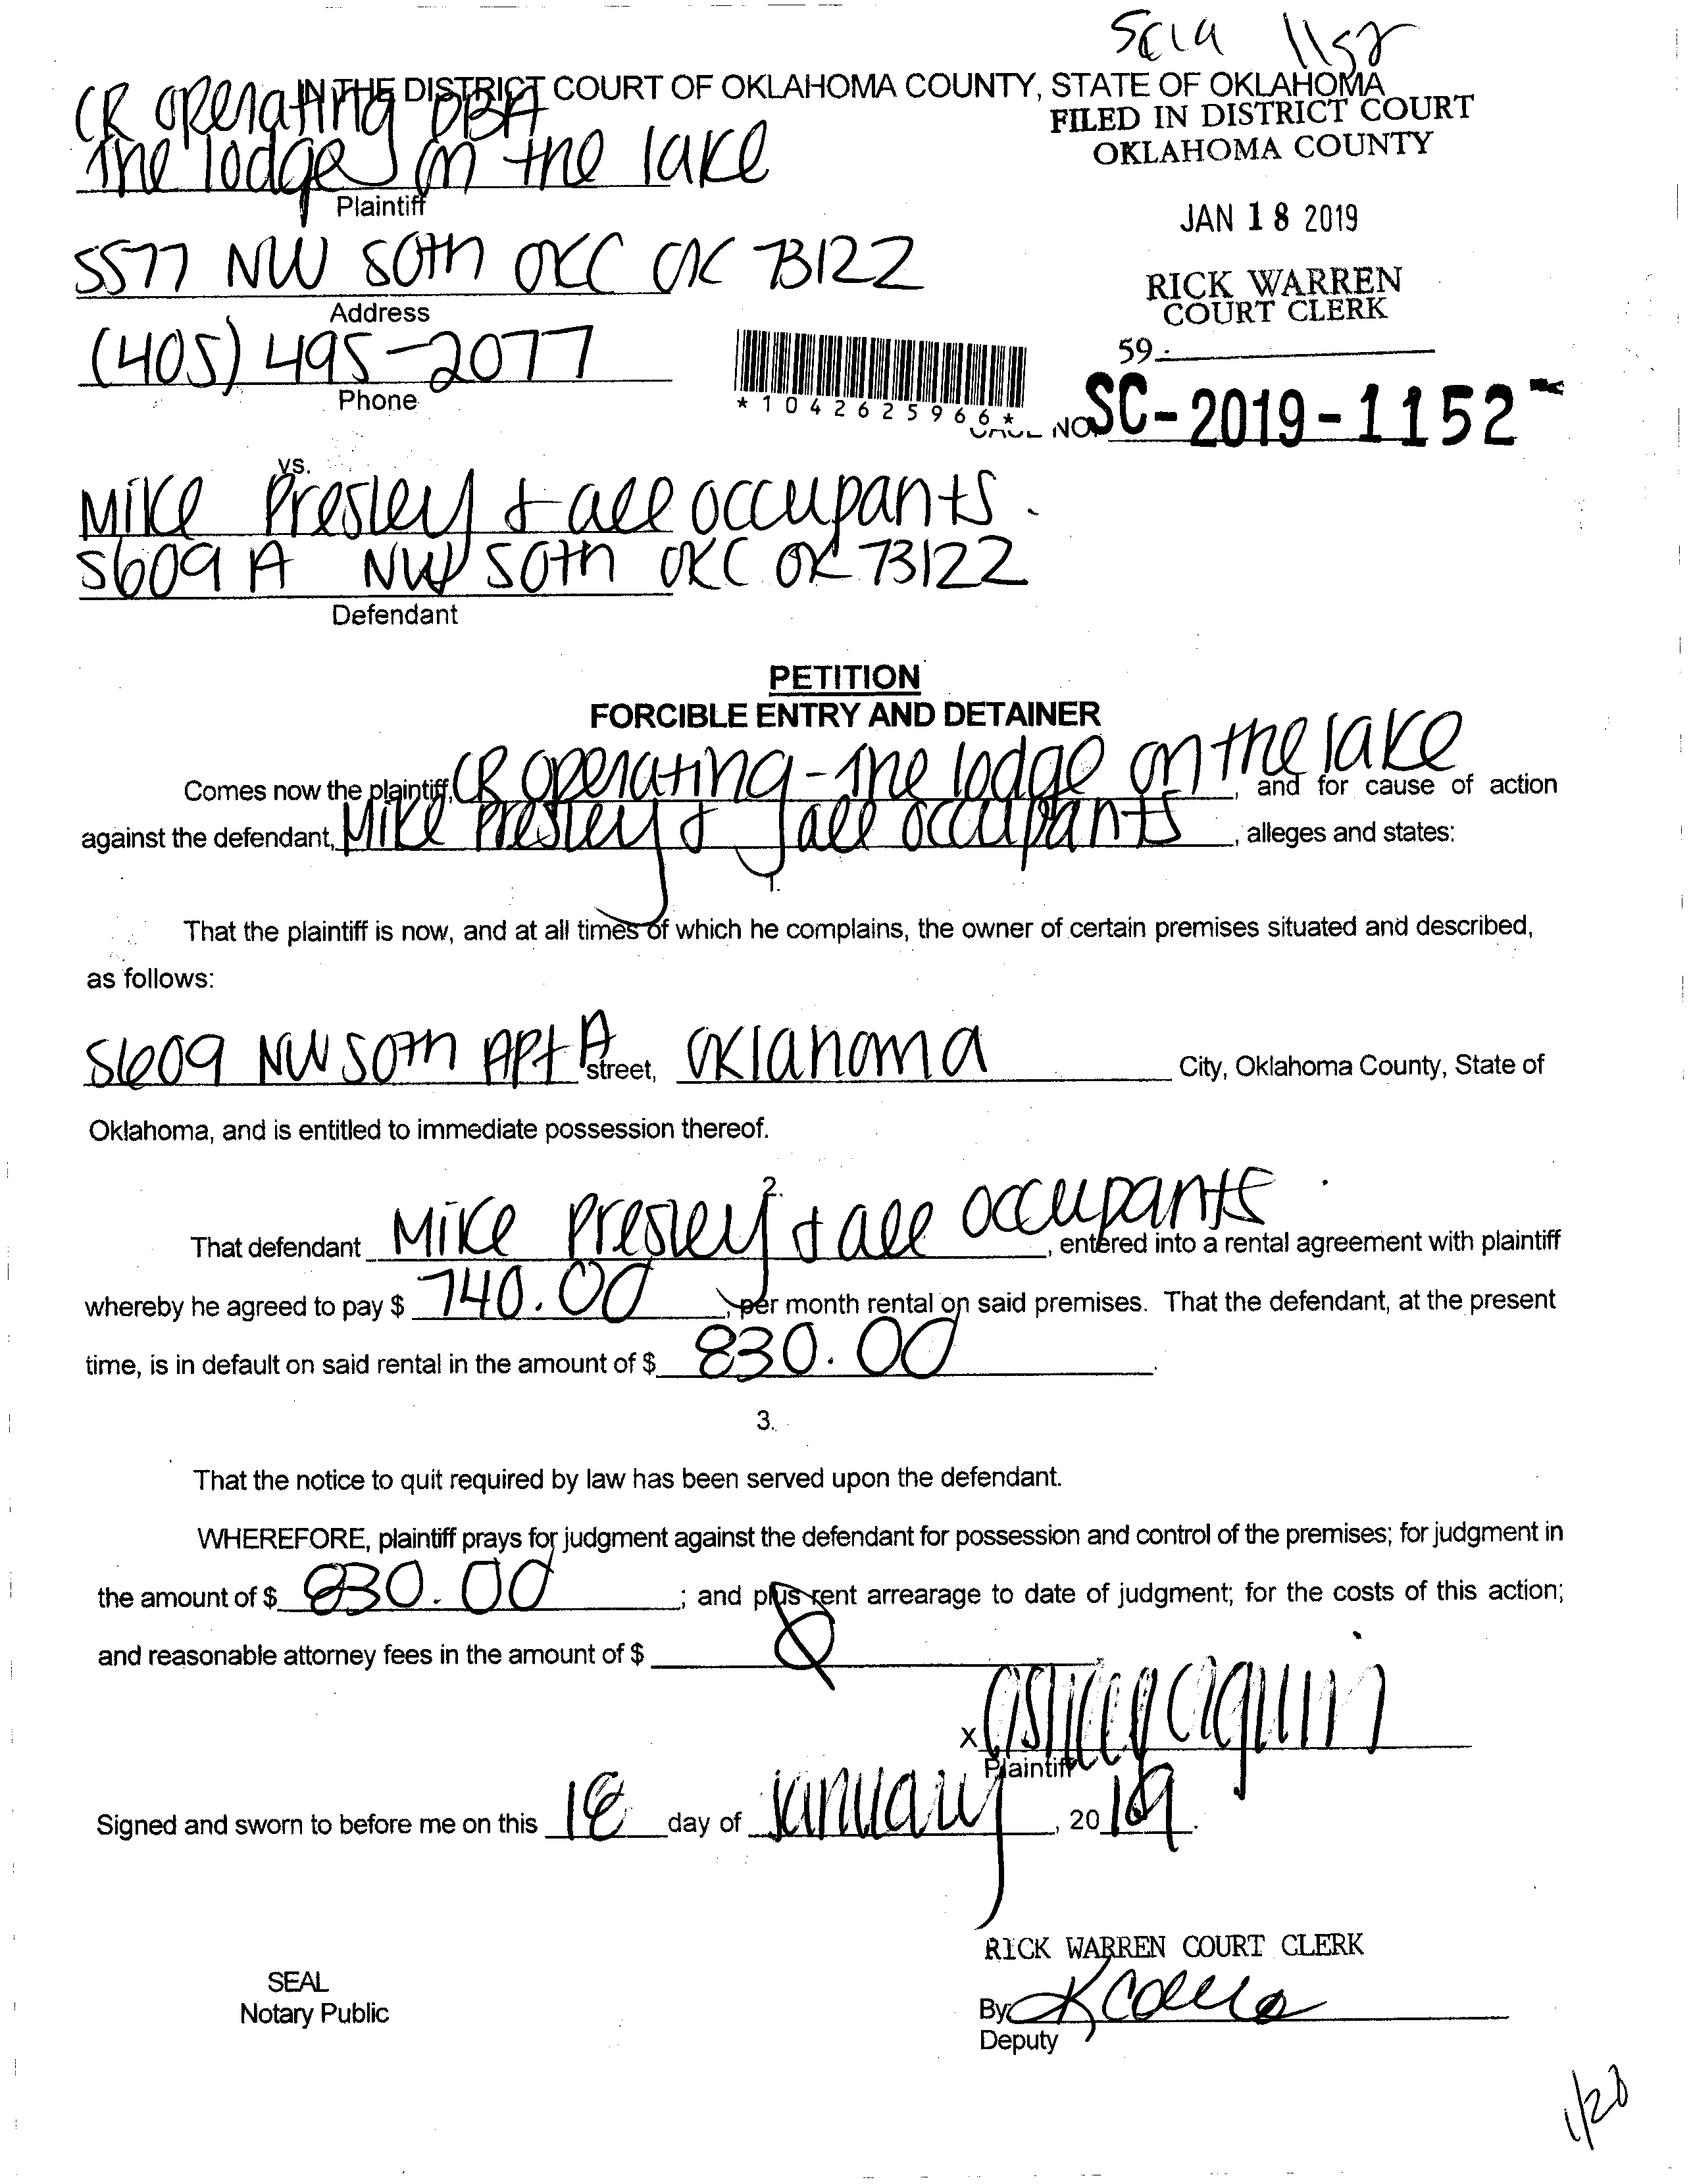 SC19 1152
IN THE DISTRICT COURT OF OKLAHOMA COUNTY, STATE OF OKLAHOMA
CR Operating DBA
The lodge on the lake
Plaintiff
FILED IN DISTRICT COURT
OKLAHOMA COUNTY
JAN 18 2019
5577 NW 50th OKC OK 73122
Address
RICK WARREN
COURT CLERK
(405) 495-2077
Phone
59
*1042625966*
NO. SC-2019-1152
vs.
Mike Presley & all occupants.
5609 A NW 50th OKC OK 73122
Defendant
PETITION
FORCIBLE ENTRY AND DETAINER
Comes now the plaintiff, CR Operating - The lodge on the lake, and for cause of action
against the defendant, Mike Presley & all occupants, alleges and states:
1.
That the plaintiff is now, and at all times of which he complains, the owner of certain premises situated and described,
as follows:
5609 NW 50th APt A street, Oklahoma City, Oklahoma County, State of
Oklahoma, and is entitled to immediate possession thereof.
2.
That defendant Mike Presley & all occupants, entered into a rental agreement with plaintiff
whereby he agreed to pay $ 740.00, per month rental on said premises. That the defendant, at the present
time, is in default on said rental in the amount of $ 830.00.
3.
That the notice to quit required by law has been served upon the defendant.
WHEREFORE, plaintiff prays for judgment against the defendant for possession and control of the premises; for judgment in
the amount of $ 830.00; and plus rent arrearage to date of judgment; for the costs of this action;
and reasonable attorney fees in the amount of $ 0
X
Plaintiff
Signed and sworn to before me on this 18 day of January, 2019.
RICK WARREN COURT CLERK
SEAL
Notary Public
By
Deputy
1/28